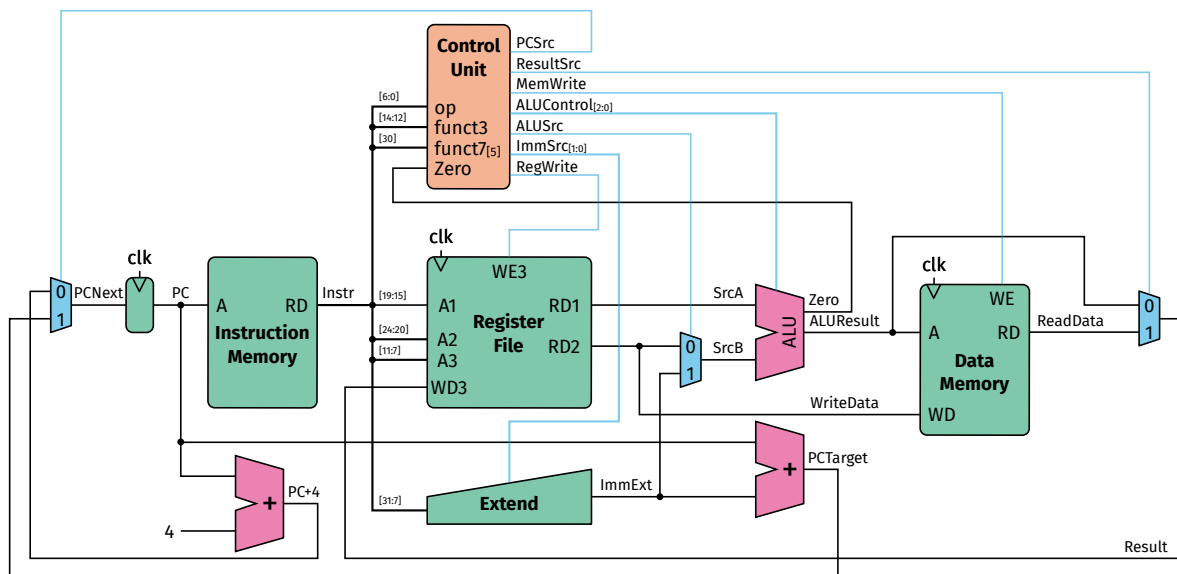 Control
Unit
PCSrc
ResultSrc
MemWrite
ALUControl[2:0]
ALUSrc
ImmSrc[1:0]
RegWrite
[6:0]
op
[14:12]
funct3
[30]
funct7[5]
Zero
clk
clk
clk
0
1
PCNext
PC
A
RD
Instruction
Memory
Instr
[19:15]
[24:20]
[11:7]
WE3
A1
A2
A3
WD3
RD1
RD2
Register
File
SrcA
0
1
SrcB
ALU
Zero
ALUResult
WE
A
RD
Data
Memory
WD
ReadData
0
1
WriteData
PC+4
4
+
[31:7]
Extend
ImmExt
+
PCTarget
Result